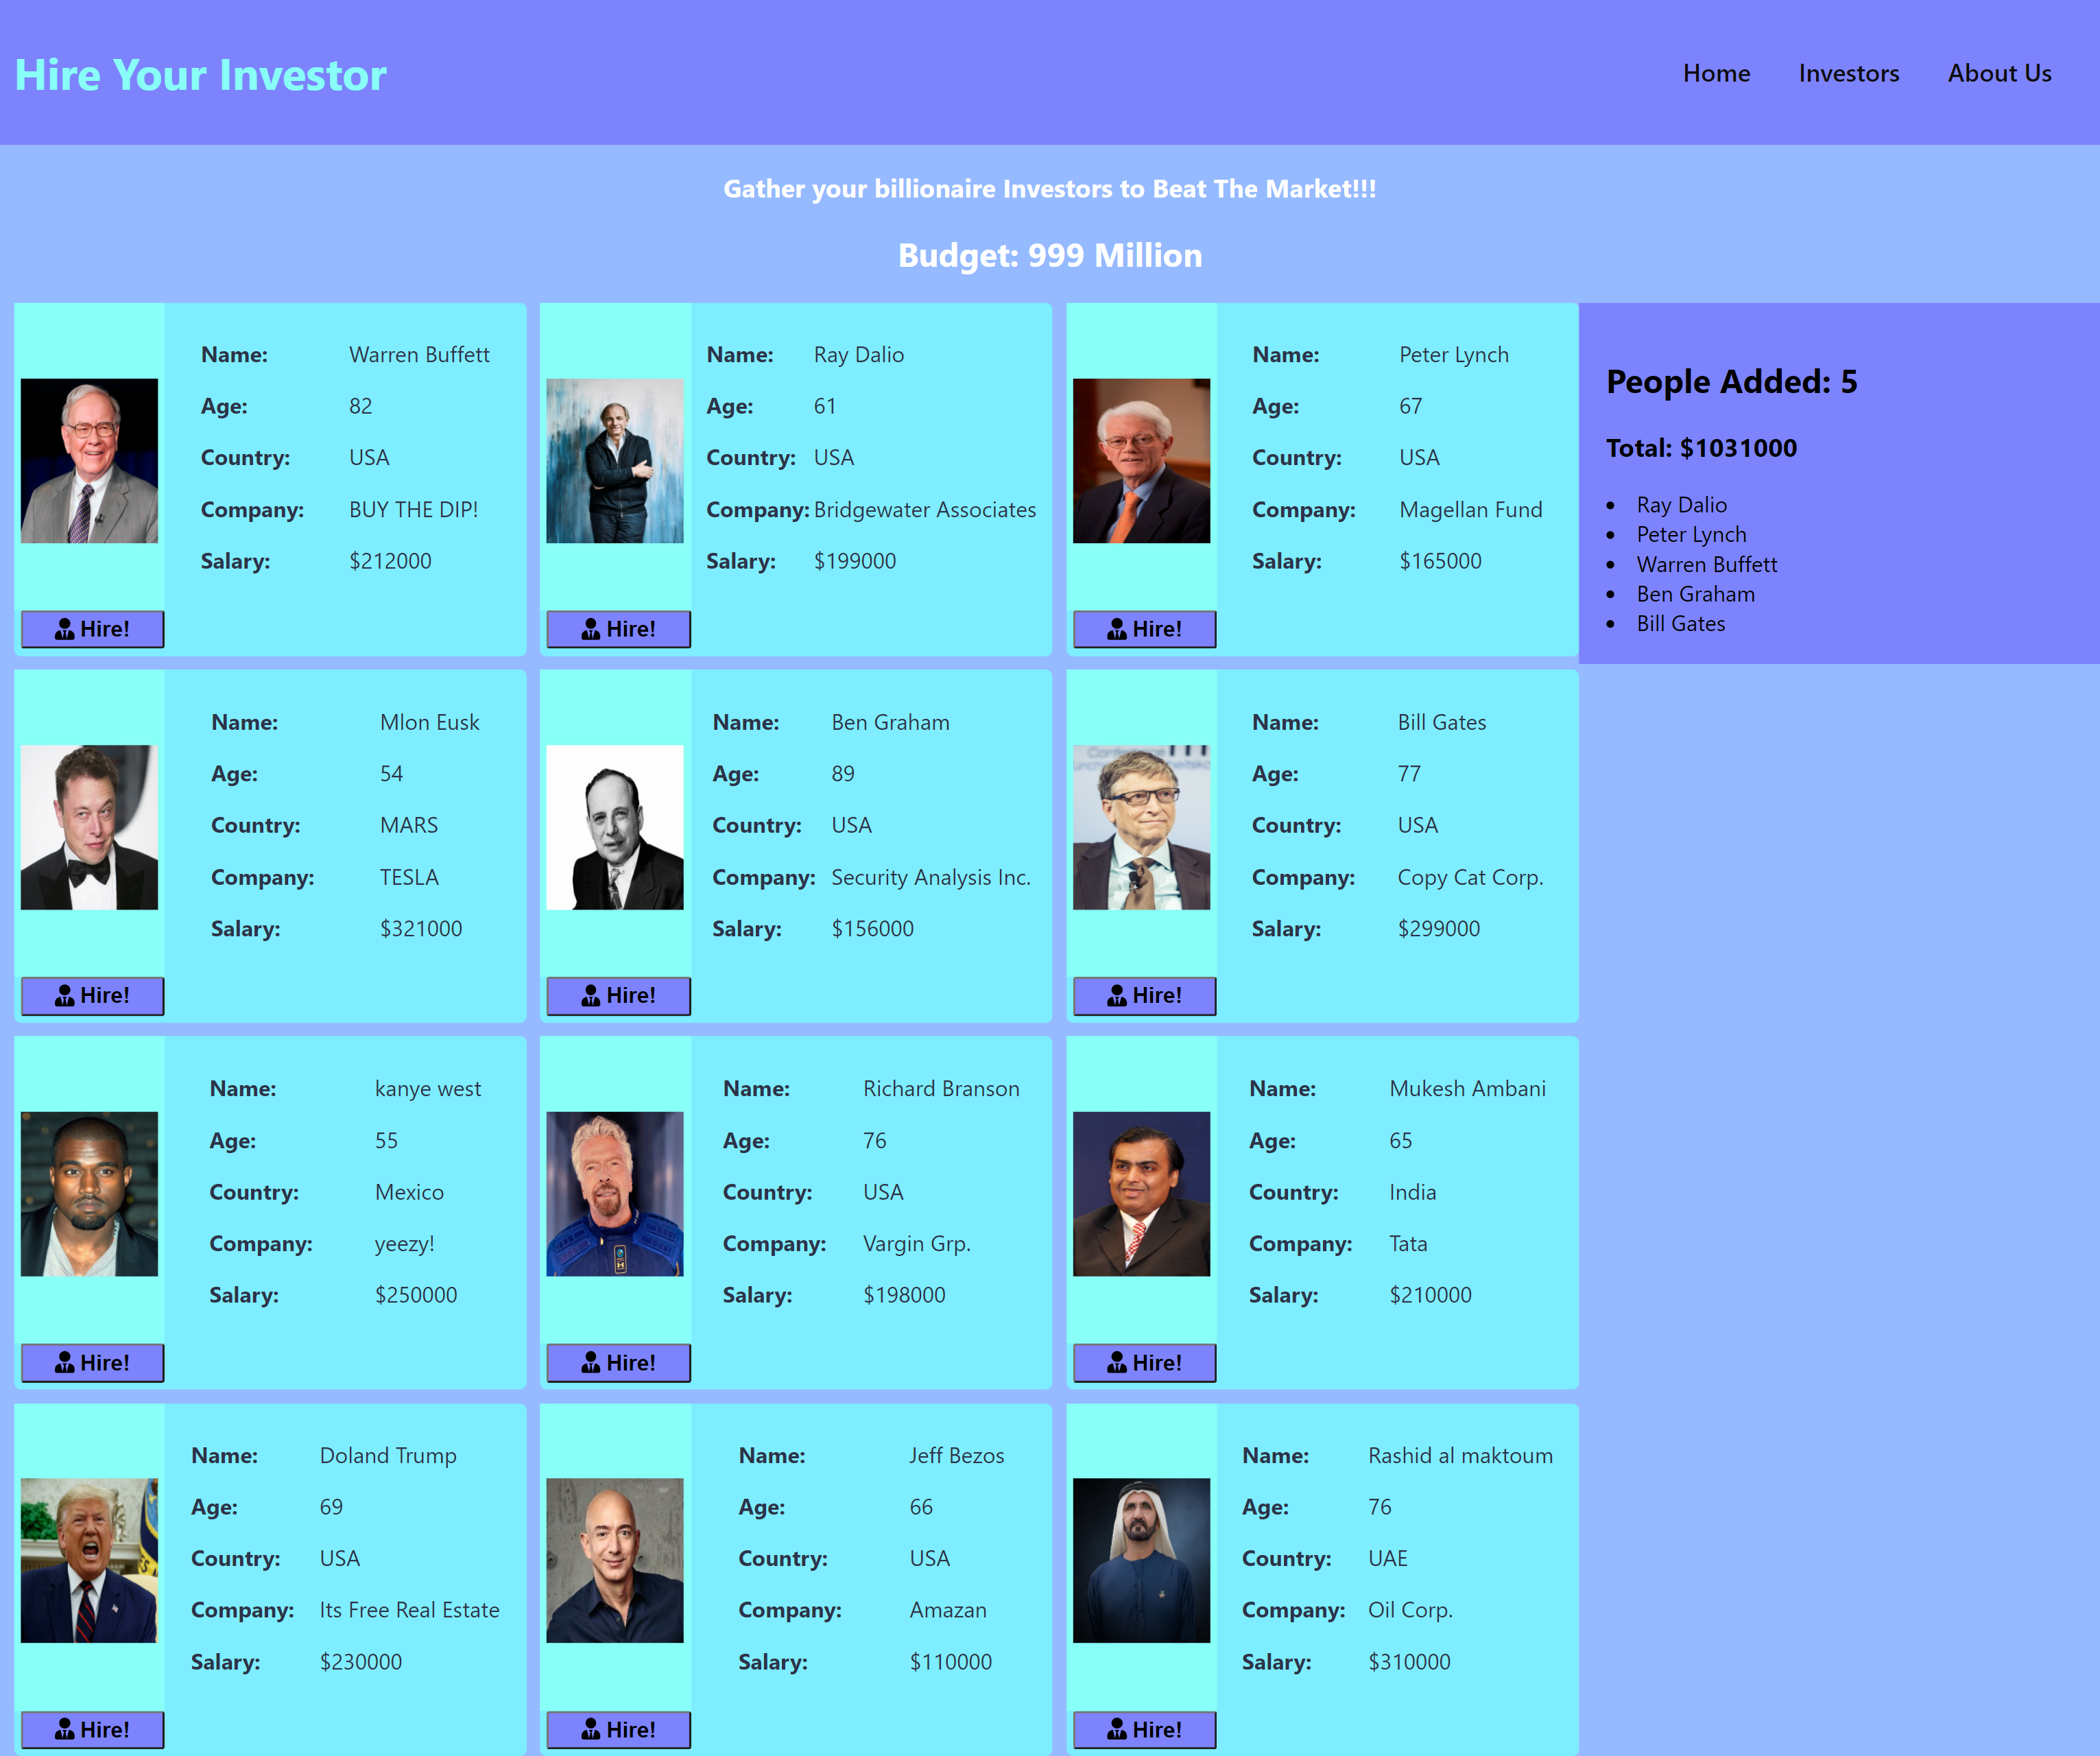 Hire Your Investor
Home Investors About Us
Gather your billionaire Investors to Beat The Market!!!
Budget: 999 Million
Name: Warren Buffett
Age: 82
Country: USA
Company: BUY THE DIP!
Salary: $212000
Hire!
Name: Ray Dalio
Age: 61
Country: USA
Company: Bridgewater Associates
Salary: $199000
Hire!
Name: Peter Lynch
Age: 67
Country: USA
Company: Magellan Fund
Salary: $165000
Hire!
People Added: 5
Total: $1031000
• Ray Dalio
• Peter Lynch
• Warren Buffett
• Ben Graham
• Bill Gates
Name: Mlon Eusk
Age: 54
Country: MARS
Company: TESLA
Salary: $321000
Hire!
Name: Ben Graham
Age: 89
Country: USA
Company: Security Analysis Inc.
Salary: $156000
Hire!
Name: Bill Gates
Age: 77
Country: USA
Company: Copy Cat Corp.
Salary: $299000
Hire!
Name: kanye west
Age: 55
Country: Mexico
Company: yeezy!
Salary: $250000
Hire!
Name: Richard Branson
Age: 76
Country: USA
Company: Vargin Grp.
Salary: $198000
Hire!
Name: Mukesh Ambani
Age: 65
Country: India
Company: Tata
Salary: $210000
Hire!
Name: Doland Trump
Age: 69
Country: USA
Company: Its Free Real Estate
Salary: $230000
Hire!
Name: Jeff Bezos
Age: 66
Country: USA
Company: Amazan
Salary: $110000
Hire!
Name: Rashid al maktoum
Age: 76
Country: UAE
Company: Oil Corp.
Salary: $310000
Hire!